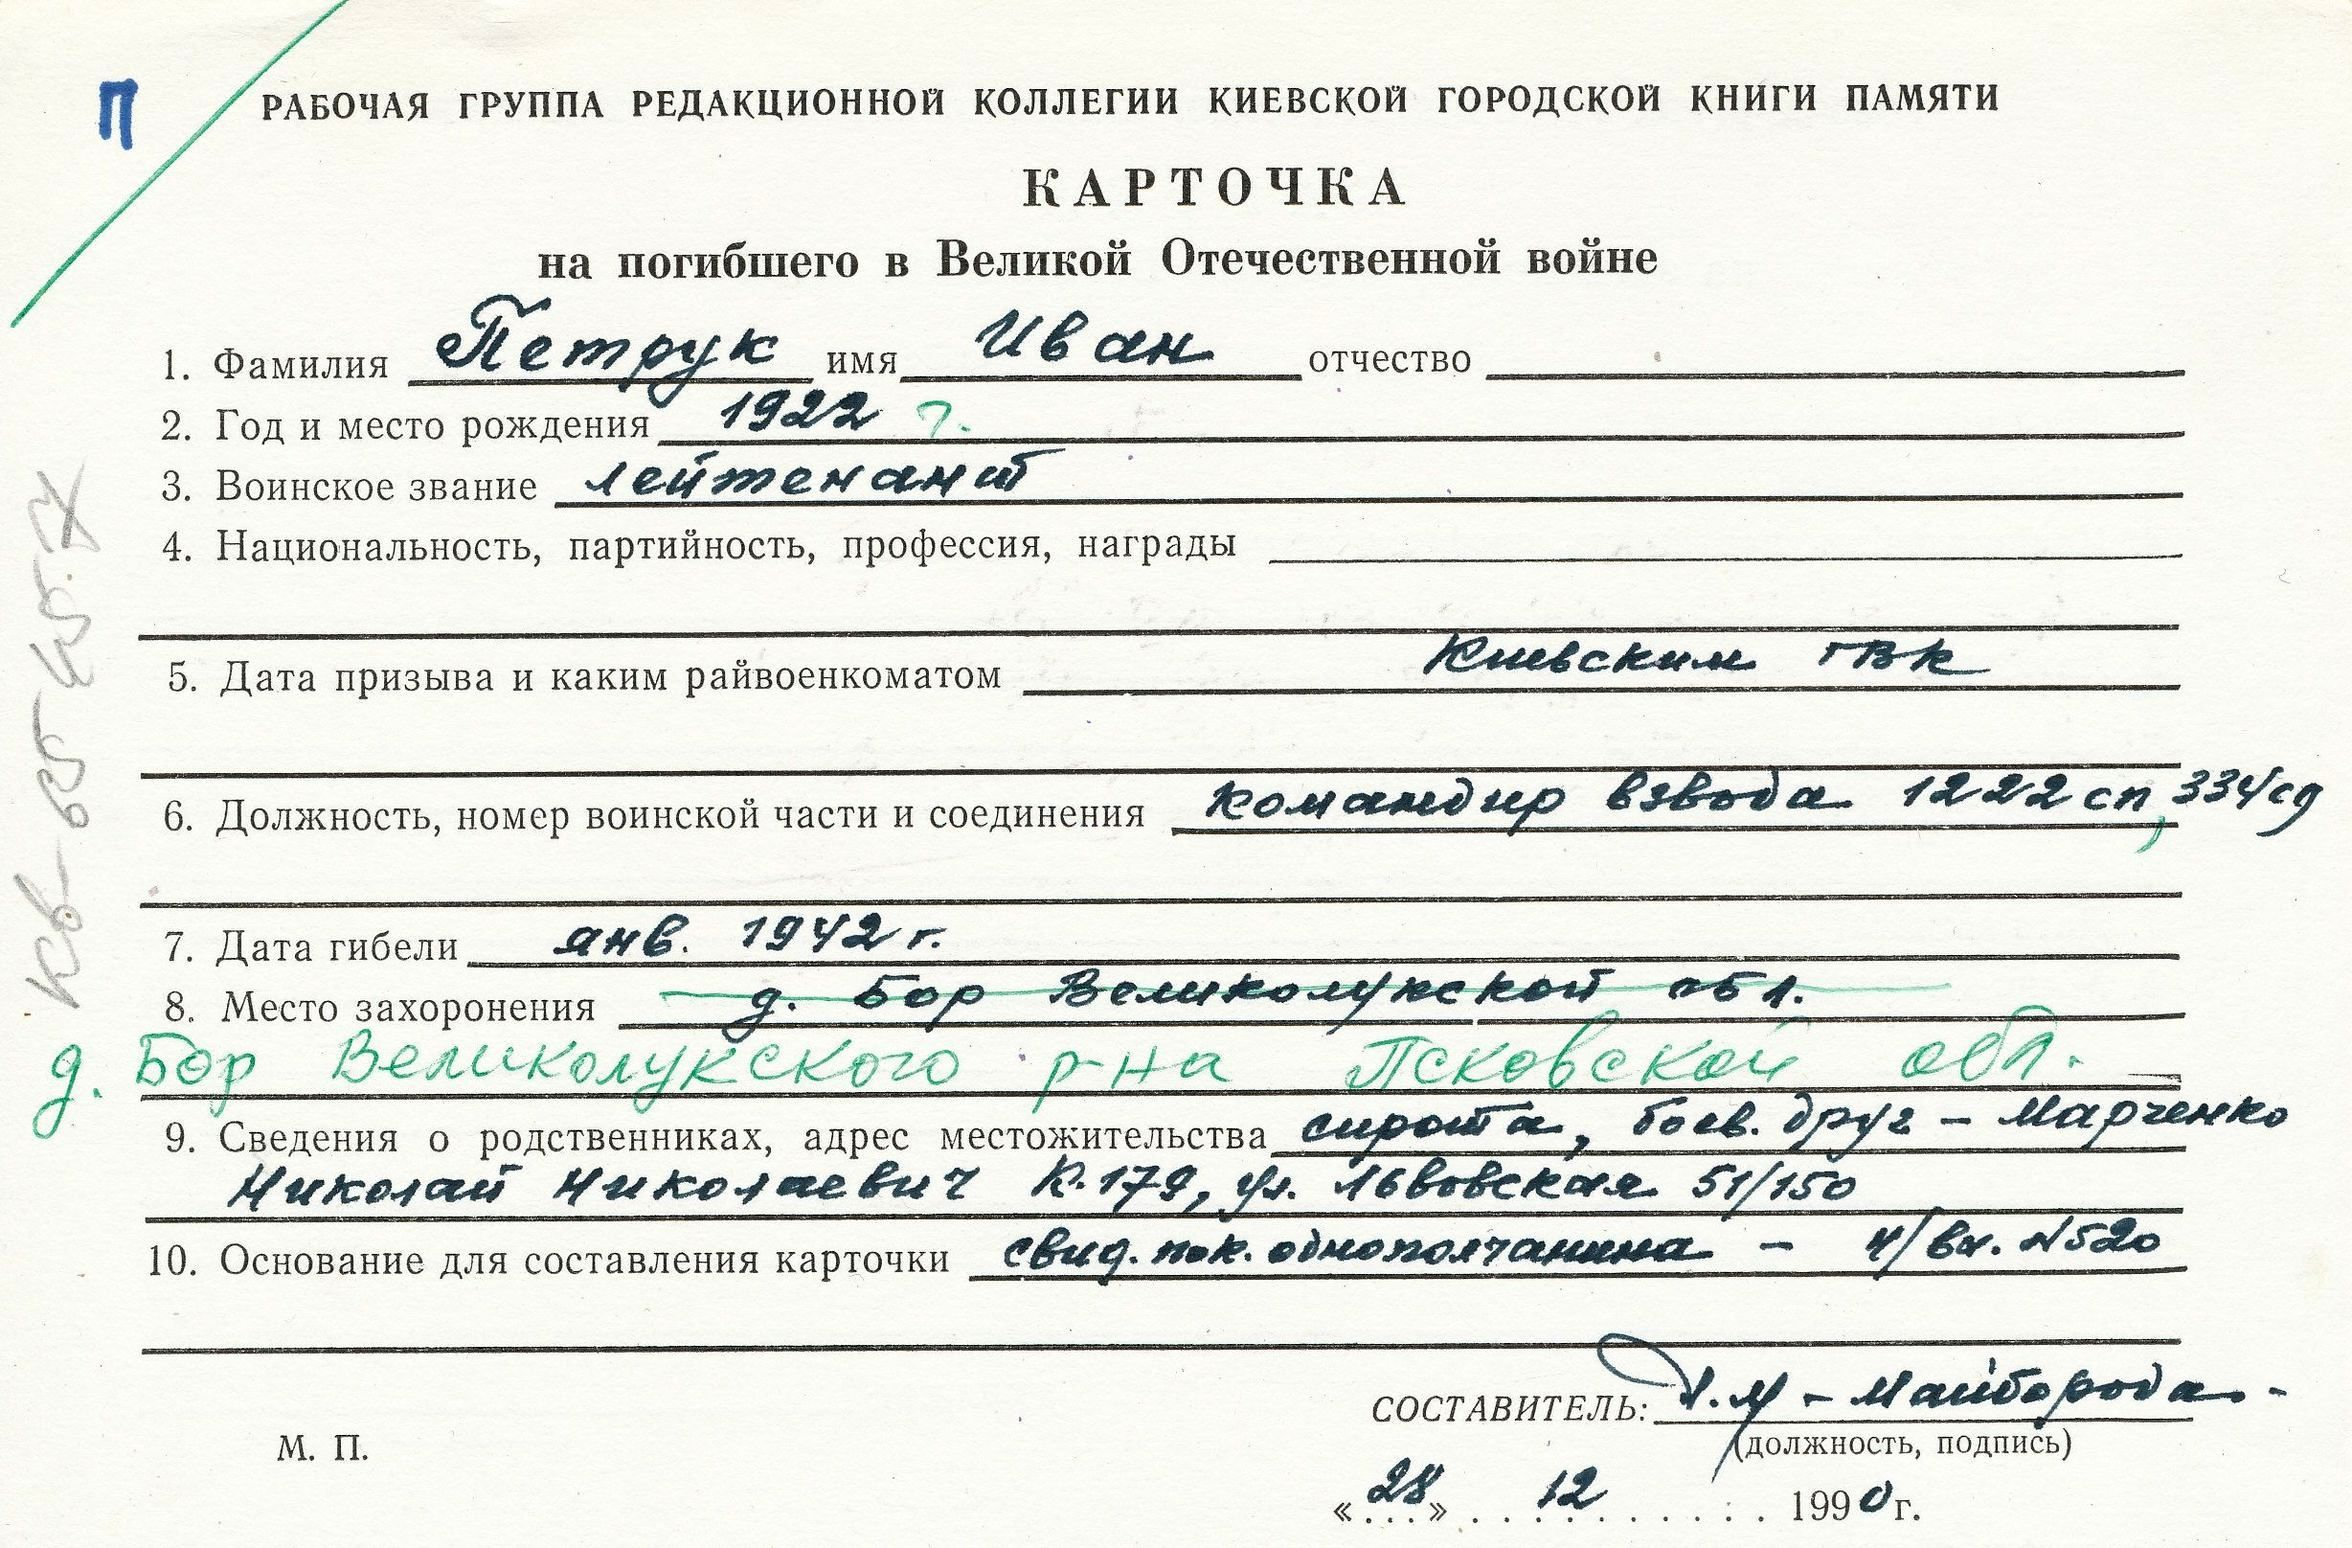 П
РАБОЧАЯ ГРУППА РЕДАКЦИОННОЙ КОЛЛЕГИИ КИЕВСКОЙ ГОРОДСКОЙ КНИГИ ПАМЯТИ
КАРТОЧКА
на погибшего в Великой Отечественной войне
1. Фамилия Петрук имя Иван отчество
2. Год и место рождения 1922 г.
3. Воинское звание лейтенант
4. Национальность, партийность, профессия, награды
5. Дата призыва и каким райвоенкоматом Киевским ГВК
6. Должность, номер воинской части и соединения командир взвода 1222 сп, 334 сд
7. Дата гибели янв. 1942 г.
8. Место захоронения д. Бор Великолукской обл.
д. Бор Великолукского р-на Псковской обл.
9. Сведения о родственниках, адрес местожительства сирота, боев. друг – Марченко
Николай Николаевич К.179, ул. Львовская 51/150
10. Основание для составления карточки свид. пок. однополчанина – Ч/вх. №520
СОСТАВИТЕЛЬ: – Майборода
(должность, подпись)
М. П.
«28» 12 1990 г.